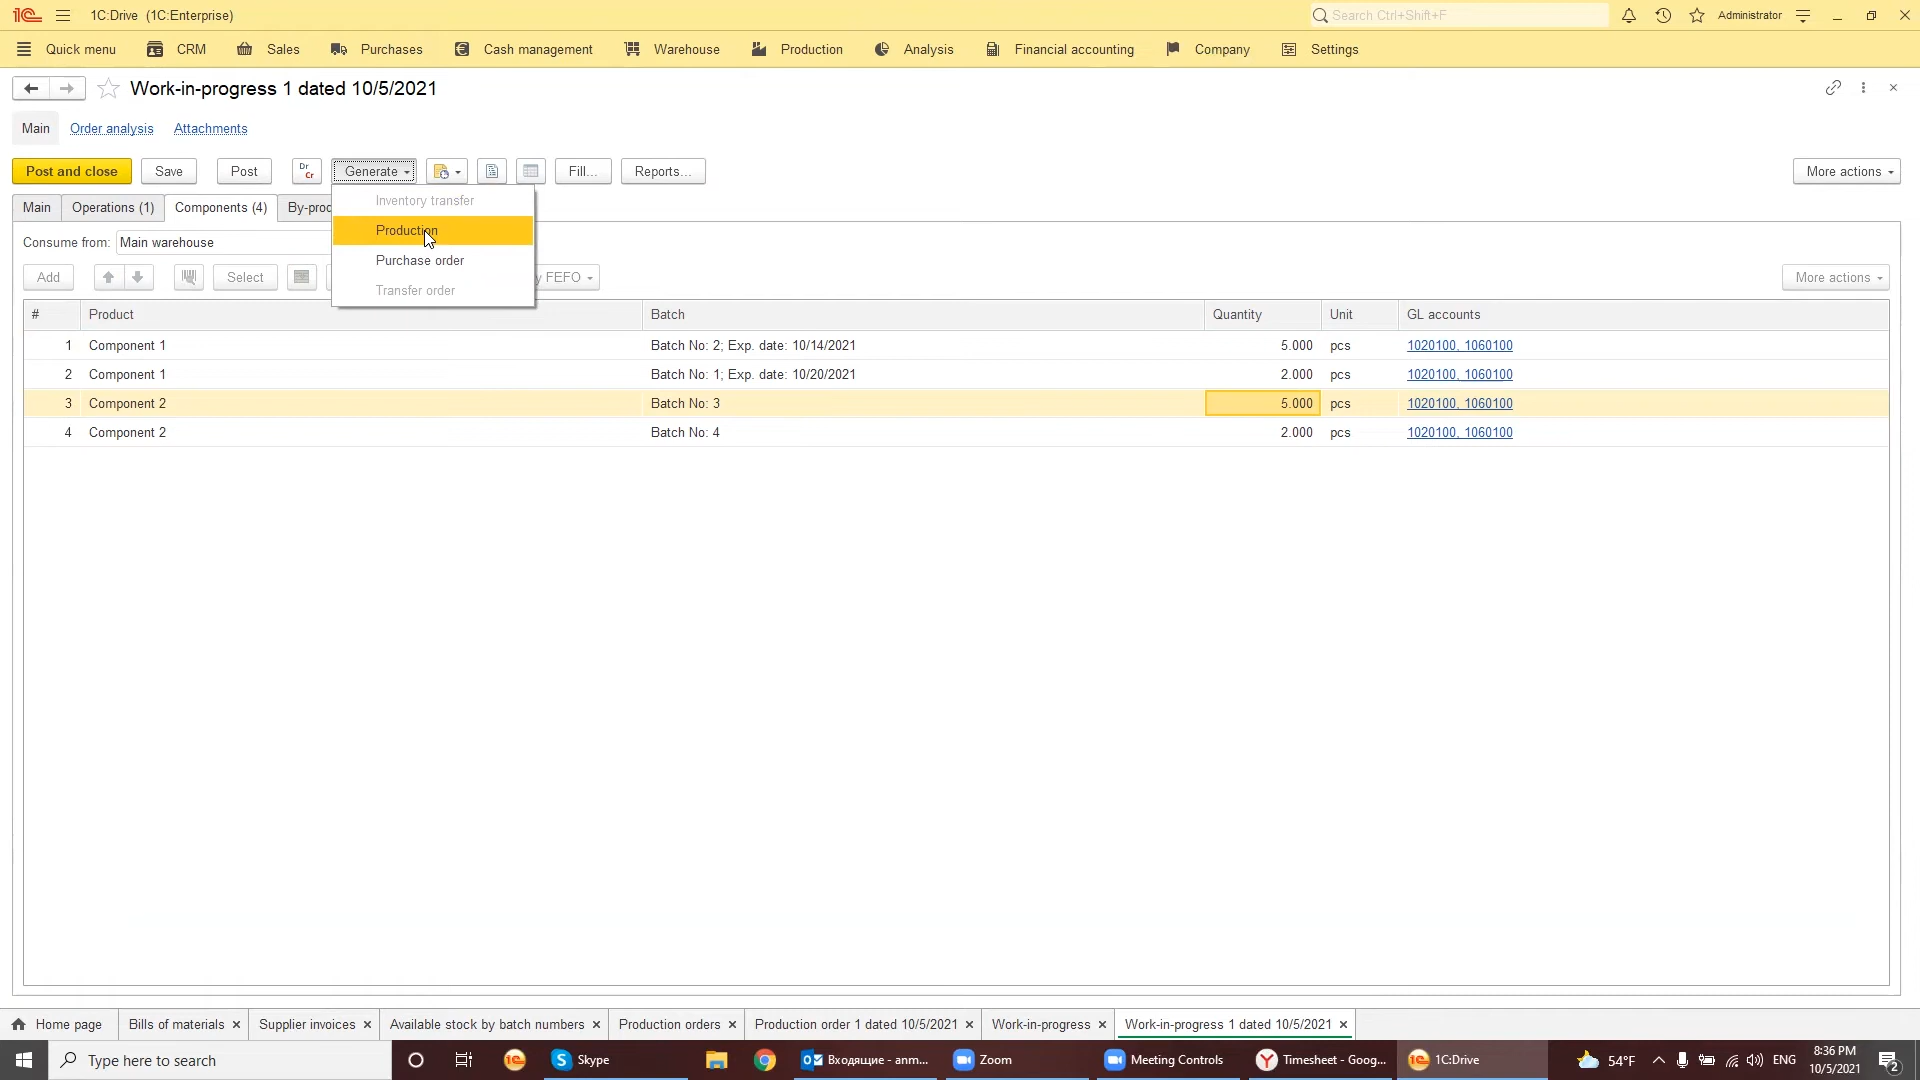 1C:Drive (1C:Enterprise)
Search Ctrl+Shift+F
Administrator
Quick menu CRM Sales Purchases Cash management Warehouse Production Analysis Financial accounting Company Settings
Work-in-progress 1 dated 10/5/2021
Main Order analysis Attachments
Post and close Save Post Dr Cr Generate Fill... Reports... More actions
Main Operations (1) Components (4) By-prod
Inventory transfer
Production
Purchase order
Transfer order
Consume from: Main warehouse
Add Select y FEFO More actions
# Product Batch Quantity Unit GL accounts
1 Component 1 Batch No: 2; Exp. date: 10/14/2021 5.000 pcs 1020100, 1060100
2 Component 1 Batch No: 1; Exp. date: 10/20/2021 2.000 pcs 1020100, 1060100
3 Component 2 Batch No: 3 5.000 pcs 1020100, 1060100
4 Component 2 Batch No: 4 2.000 pcs 1020100, 1060100
Home page Bills of materials Supplier invoices Available stock by batch numbers Production orders Production order 1 dated 10/5/2021 Work-in-progress Work-in-progress 1 dated 10/5/2021
Type here to search Skype Входящие - anm... Zoom Meeting Controls Timesheet - Goog... 1C:Drive 54°F ENG 8:36 PM
10/5/2021
2